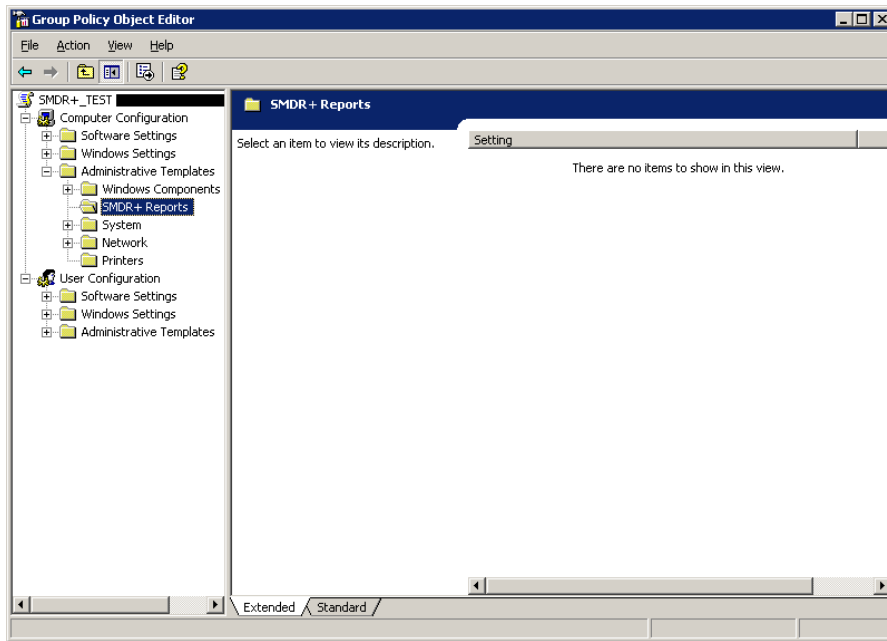 Group Policy Object Editor
File Action View Help
SMDR+_TEST
Computer Configuration
Software Settings
Windows Settings
Administrative Templates
Windows Components
SMDR+ Reports
System
Network
Printers
User Configuration
Software Settings
Windows Settings
Administrative Templates
SMDR+ Reports
Select an item to view its description.
Setting
There are no items to show in this view.
Extended Standard